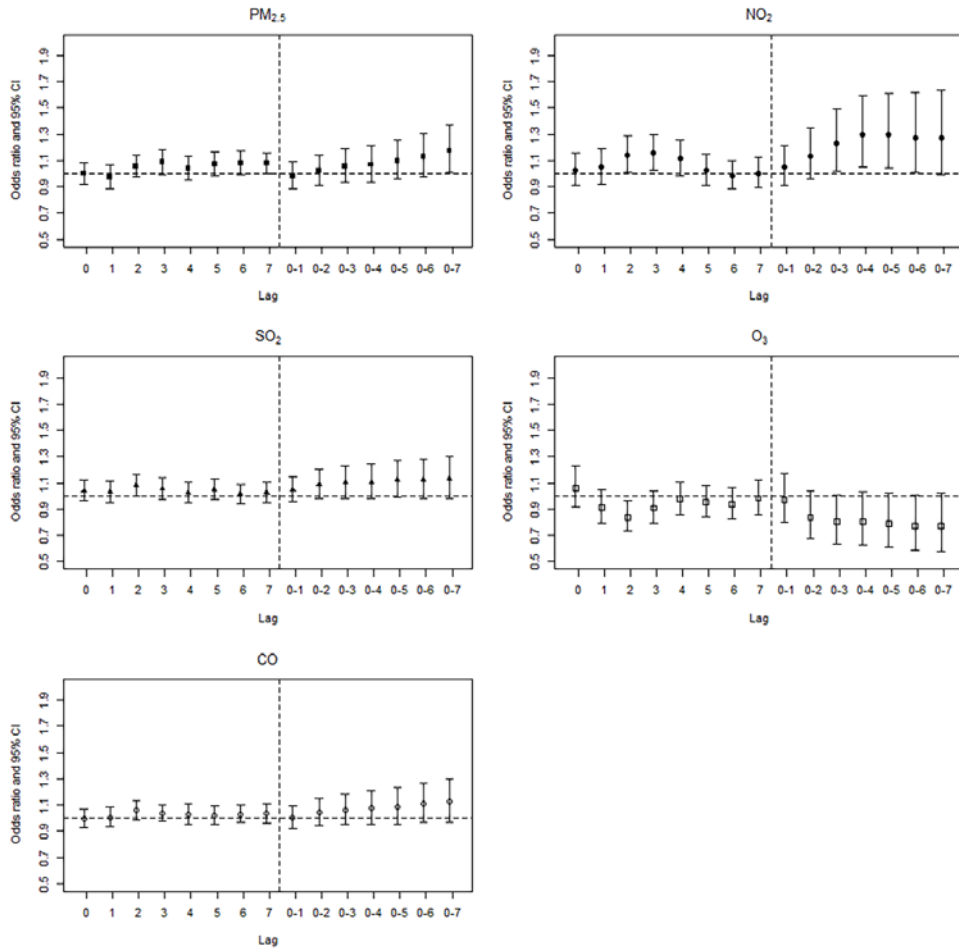 PM2.5
Odds ratio and 95% CI
0.5 0.7 0.9 1.1 1.3 1.5 1.7 1.9
0 1 2 3 4 5 6 7 0-1 0-2 0-3 0-4 0-5 0-6 0-7
Lag
NO2
Odds ratio and 95% CI
0.5 0.7 0.9 1.1 1.3 1.5 1.7 1.9
0 1 2 3 4 5 6 7 0-1 0-2 0-3 0-4 0-5 0-6 0-7
Lag
SO2
Odds ratio and 95% CI
0.5 0.7 0.9 1.1 1.3 1.5 1.7 1.9
0 1 2 3 4 5 6 7 0-1 0-2 0-3 0-4 0-5 0-6 0-7
Lag
O3
Odds ratio and 95% CI
0.5 0.7 0.9 1.1 1.3 1.5 1.7 1.9
0 1 2 3 4 5 6 7 0-1 0-2 0-3 0-4 0-5 0-6 0-7
Lag
CO
Odds ratio and 95% CI
0.5 0.7 0.9 1.1 1.3 1.5 1.7 1.9
0 1 2 3 4 5 6 7 0-1 0-2 0-3 0-4 0-5 0-6 0-7
Lag